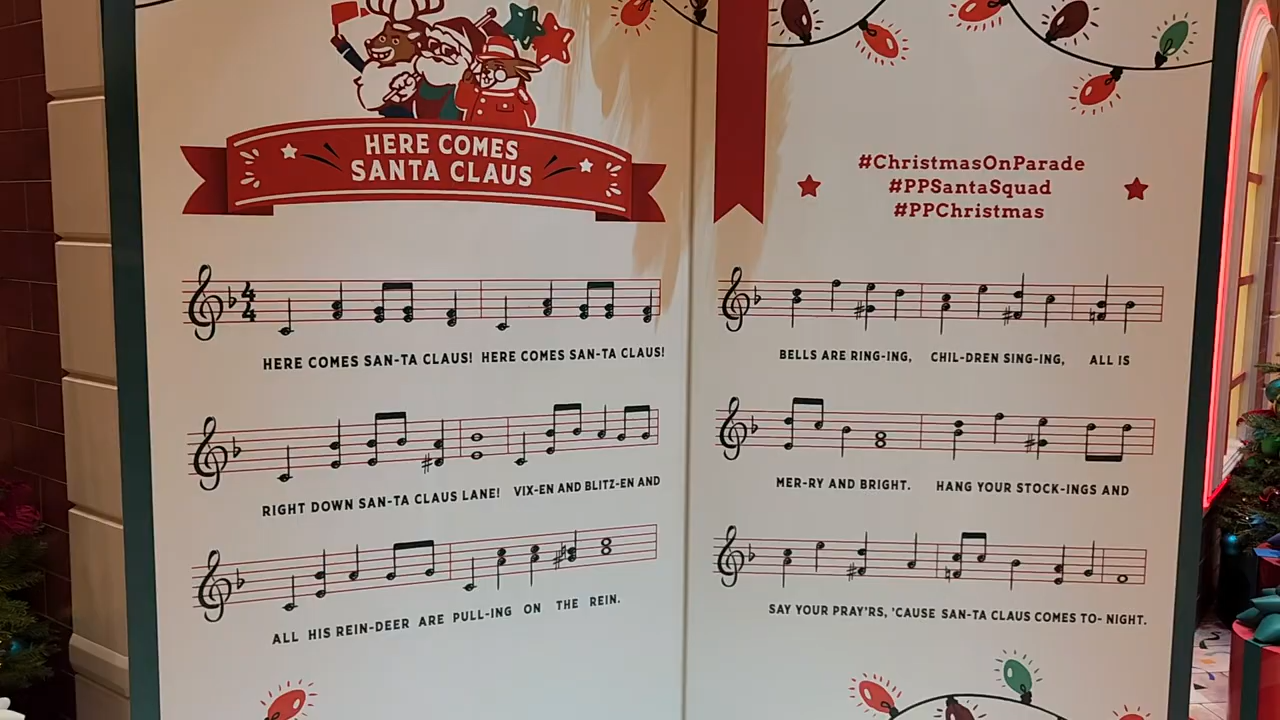 HERE COMES
SANTA CLAUS
HERE COMES SAN-TA CLAUS! HERE COMES SAN-TA CLAUS!
RIGHT DOWN SAN-TA CLAUS LANE! VIX-EN AND BLITZ-EN AND
ALL HIS REIN-DEER ARE PULL-ING ON THE REIN.
#ChristmasOnParade
#PPSantaSquad
#PPChristmas
BELLS ARE RING-ING, CHIL-DREN SING-ING, ALL IS
MER-RY AND BRIGHT. HANG YOUR STOCK-INGS AND
SAY YOUR PRAY'RS, 'CAUSE SAN-TA CLAUS COMES TO- NIGHT.